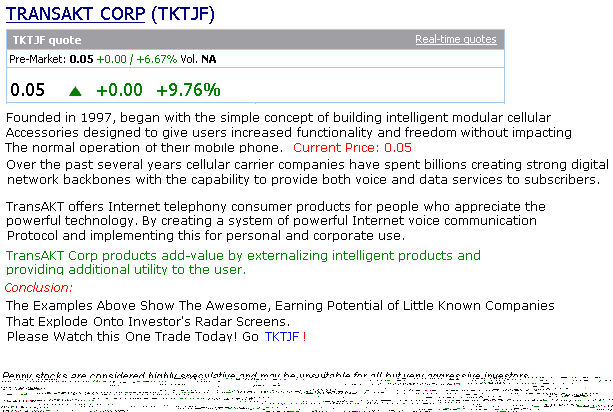 TRANSAKT CORP (TKTJF)
TKTJF quote Real-time quotes
Pre-Market: 0.05 +0.00 / +6.67% Vol. NA
0.05 ▲ +0.00 +9.76%
Founded in 1997, began with the simple concept of building intelligent modular cellular
Accessories designed to give users increased functionality and freedom without impacting
The normal operation of their mobile phone. Current Price: 0.05
Over the past several years cellular carrier companies have spent billions creating strong digital
network backbones with the capability to provide both voice and data services to subscribers.
TransAKT offers Internet telephony consumer products for people who appreciate the
powerful technology. By creating a system of powerful Internet voice communication
Protocol and implementing this for personal and corporate use.
TransAKT Corp products add-value by externalizing intelligent products and
providing additional utility to the user.
Conclusion:
The Examples Above Show The Awesome, Earning Potential of Little Known Companies
That Explode Onto Investor's Radar Screens.
Please Watch this One Trade Today! Go TKTJF !
Penny stocks are considered highly speculative and may be unsuitable for all but very aggressive investors.